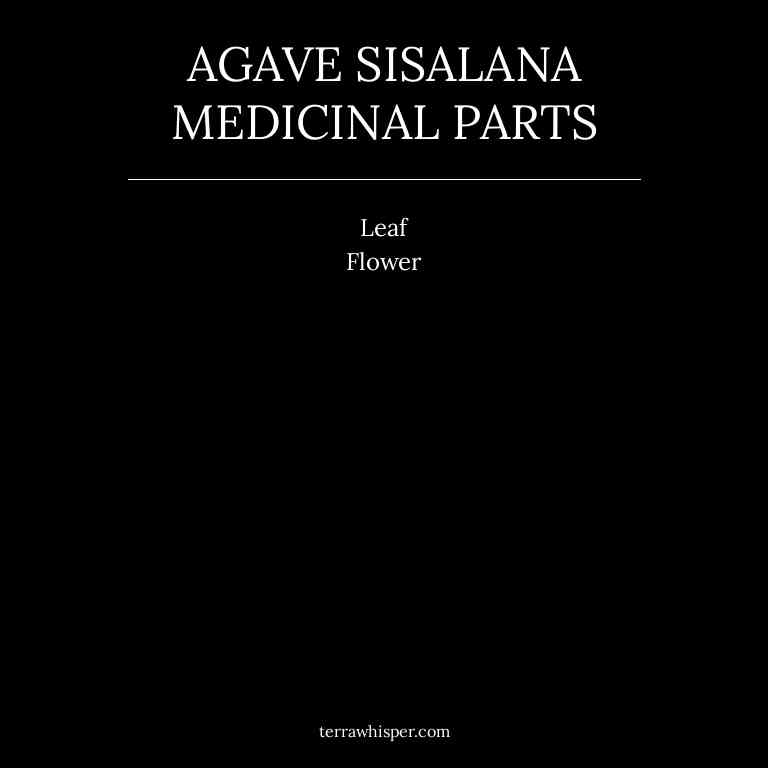 AGAVE SISALANA
MEDICINAL PARTS
Leaf
Flower
terrawhisper.com